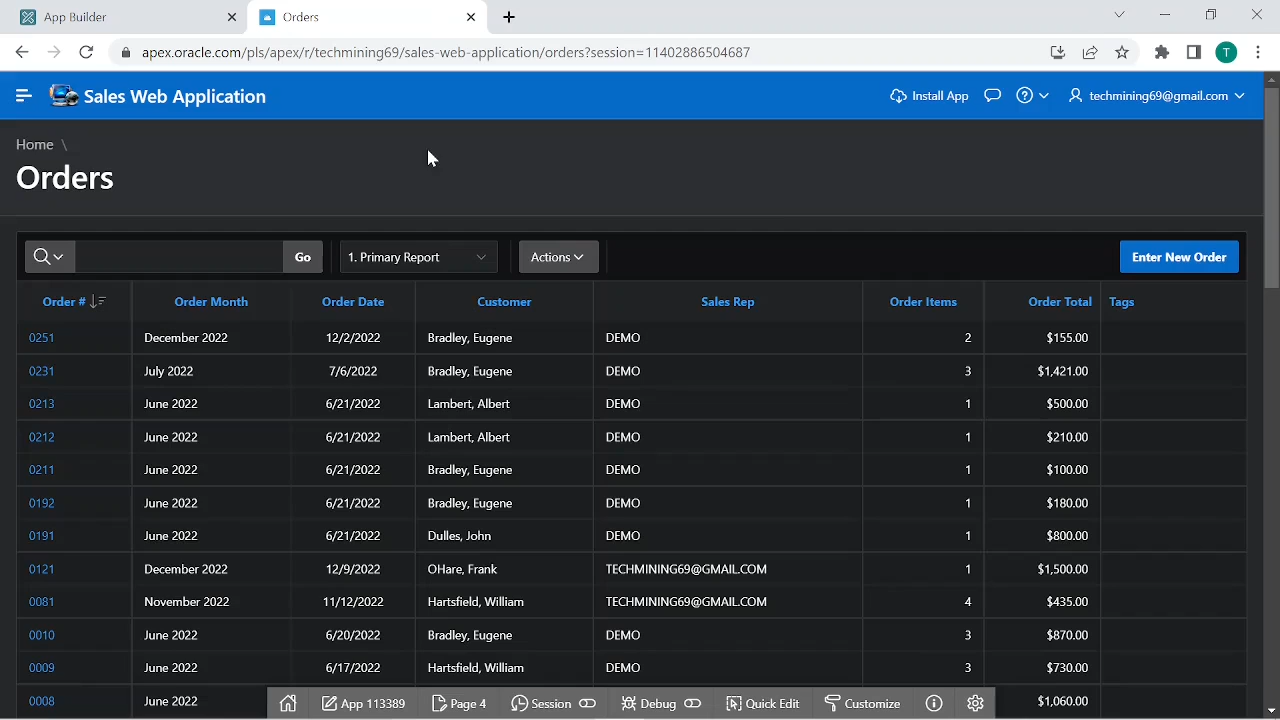 App Builder
Orders
apex.oracle.com/pls/apex/r/techmining69/sales-web-application/orders?session=11402886504687
T
Sales Web Application
Install App
techmining69@gmail.com
Home \
Orders
Go
1. Primary Report
Actions
Enter New Order
Order # Order Month Order Date Customer Sales Rep Order Items Order Total Tags
0251 December 2022 12/2/2022 Bradley, Eugene DEMO 2 $155.00
0231 July 2022 7/6/2022 Bradley, Eugene DEMO 3 $1,421.00
0213 June 2022 6/21/2022 Lambert, Albert DEMO 1 $500.00
0212 June 2022 6/21/2022 Lambert, Albert DEMO 1 $210.00
0211 June 2022 6/21/2022 Bradley, Eugene DEMO 1 $100.00
0192 June 2022 6/21/2022 Bradley, Eugene DEMO 1 $180.00
0191 June 2022 6/21/2022 Dulles, John DEMO 1 $800.00
0121 December 2022 12/9/2022 OHare, Frank TECHMINING69@GMAIL.COM 1 $1,500.00
0081 November 2022 11/12/2022 Hartsfield, William TECHMINING69@GMAIL.COM 4 $435.00
0010 June 2022 6/20/2022 Bradley, Eugene DEMO 3 $870.00
0009 June 2022 6/17/2022 Hartsfield, William DEMO 3 $730.00
0008 June 2022 $1,060.00
App 113389 Page 4 Session Debug Quick Edit Customize